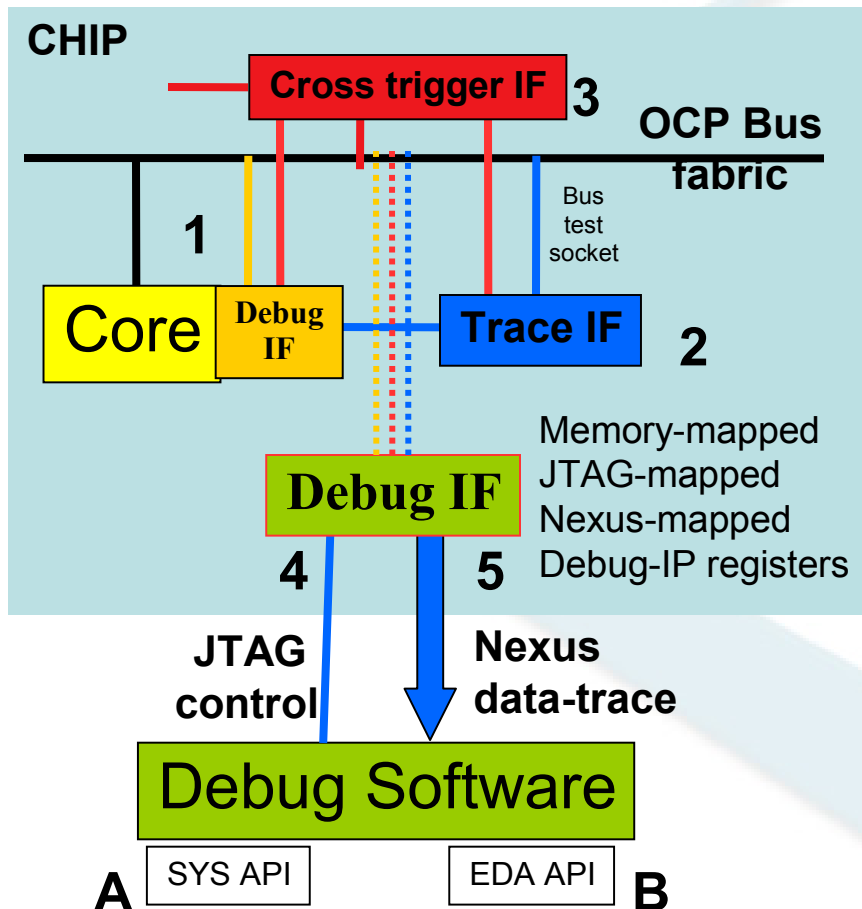 CHIP
Cross trigger IF
3
OCP Bus
fabric
1
Bus
test
socket
Core
Debug
IF
Trace IF
2
Memory-mapped
JTAG-mapped
Nexus-mapped
Debug-IP registers
Debug IF
4
5
JTAG
control
Nexus
data-trace
Debug Software
A
SYS API
EDA API
B